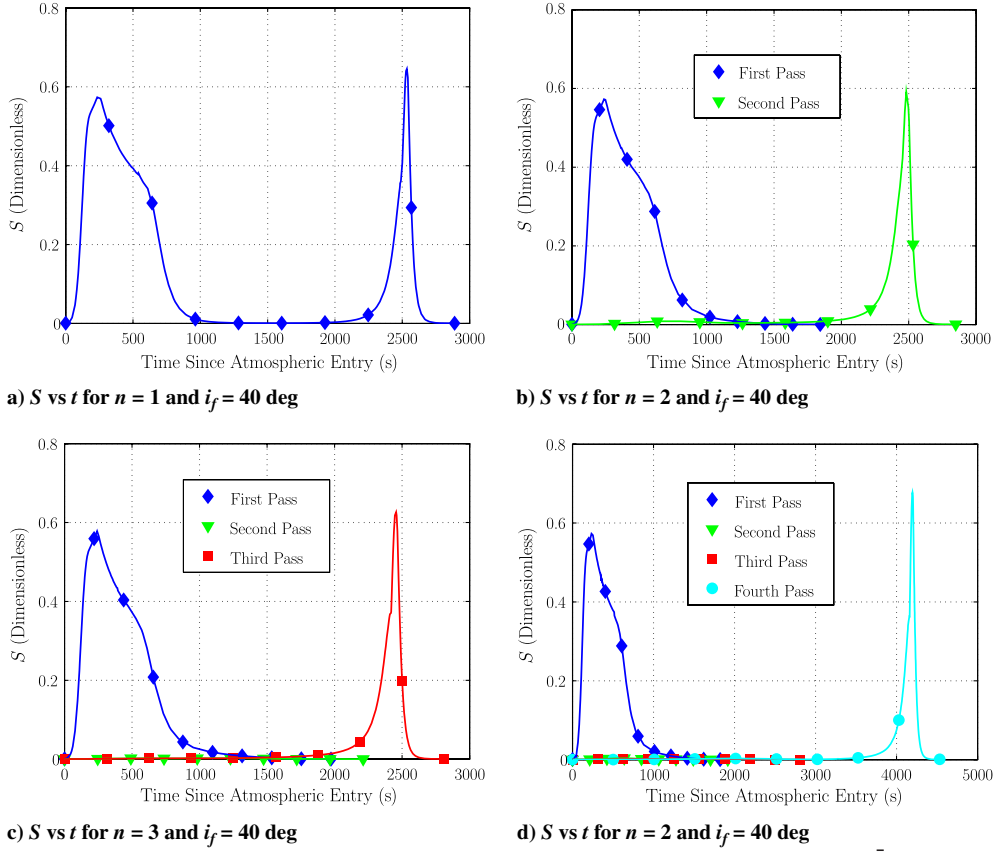 0.8
0.6
0.4
0.2
0
S (Dimensionless)
0 500 1000 1500 2000 2500 3000
Time Since Atmospheric Entry (s)
a) S vs t for n = 1 and i_f = 40 deg
0.8
0.6
0.4
0.2
0
S (Dimensionless)
First Pass
Second Pass
0 500 1000 1500 2000 2500 3000
Time Since Atmospheric Entry (s)
b) S vs t for n = 2 and i_f = 40 deg
0.8
0.6
0.4
0.2
0
S (Dimensionless)
First Pass
Second Pass
Third Pass
0 500 1000 1500 2000 2500 3000
Time Since Atmospheric Entry (s)
c) S vs t for n = 3 and i_f = 40 deg
0.8
0.6
0.4
0.2
0
S (Dimensionless)
First Pass
Second Pass
Third Pass
Fourth Pass
0 1000 2000 3000 4000 5000
Time Since Atmospheric Entry (s)
d) S vs t for n = 2 and i_f = 40 deg